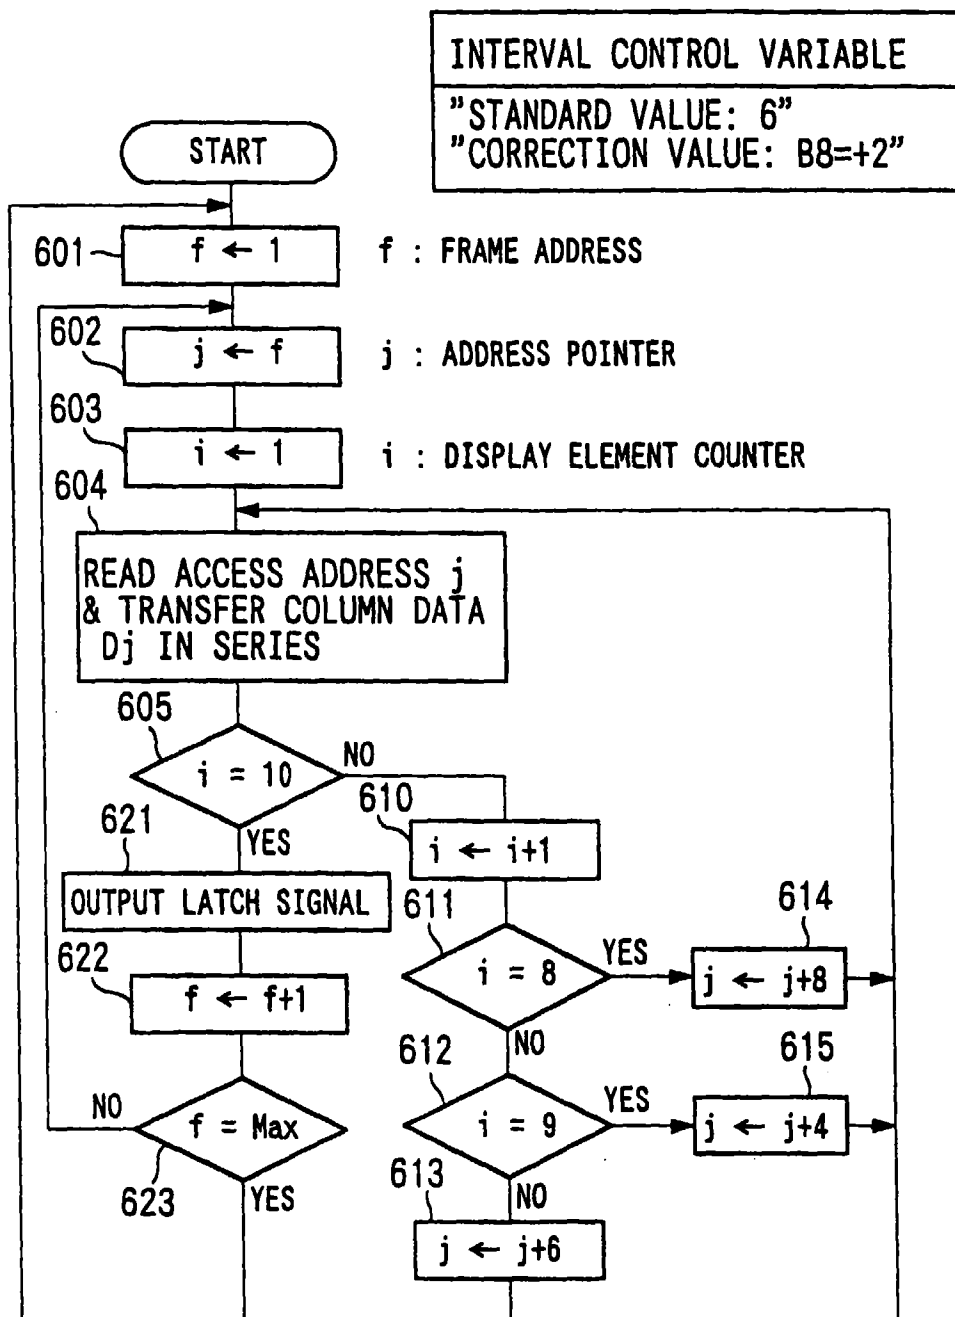 INTERVAL CONTROL VARIABLE
"STANDARD VALUE: 6"
"CORRECTION VALUE: B8=+2"
START
601
f ← 1
f : FRAME ADDRESS
602
j ← f
j : ADDRESS POINTER
603
i ← 1
i : DISPLAY ELEMENT COUNTER
604
READ ACCESS ADDRESS j
& TRANSFER COLUMN DATA
Dj IN SERIES
605
i = 10
NO
YES
610
i ← i+1
621
OUTPUT LATCH SIGNAL
611
i = 8
YES
NO
614
j ← j+8
622
f ← f+1
612
i = 9
YES
NO
615
j ← j+4
623
f = Max
NO
YES
613
j ← j+6